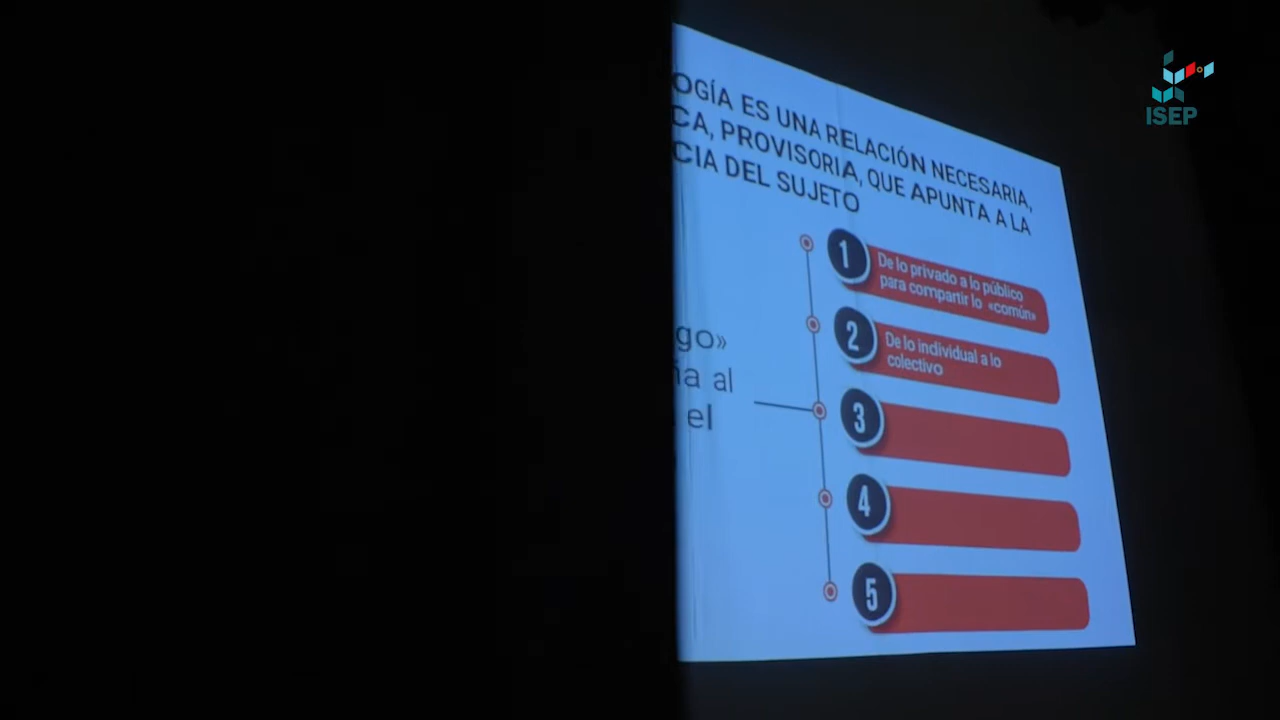 OGÍA ES UNA RELACIÓN NECESARIA,
CA, PROVISORIA, QUE APUNTA A LA
CIA DEL SUJETO
1
De lo privado a lo público
para compartir lo «común»
2
De lo individual a lo
colectivo
go»
ña al
el
3
4
5
ISEP